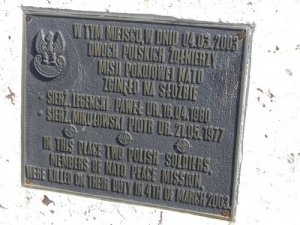 W TYM MIEJSCU W DNIU 04.03.2003
DWÓCH POLSKICH ŻOŁNIERZY
MISJI POKOJOWEJ NATO
ZGINĘŁO NA SŁUŻBIE
- SIERŻ. PAWEŁ UR. 16.04.1980
- SIERŻ. PIOTR UR. 21.05.1977
IN THIS PLACE TWO POLISH SOLDIERS,
MEMBERS OF NATO PEACE MISSION,
WERE KILLED ON THEIR DUTY IN 4TH OF MARCH 2003.